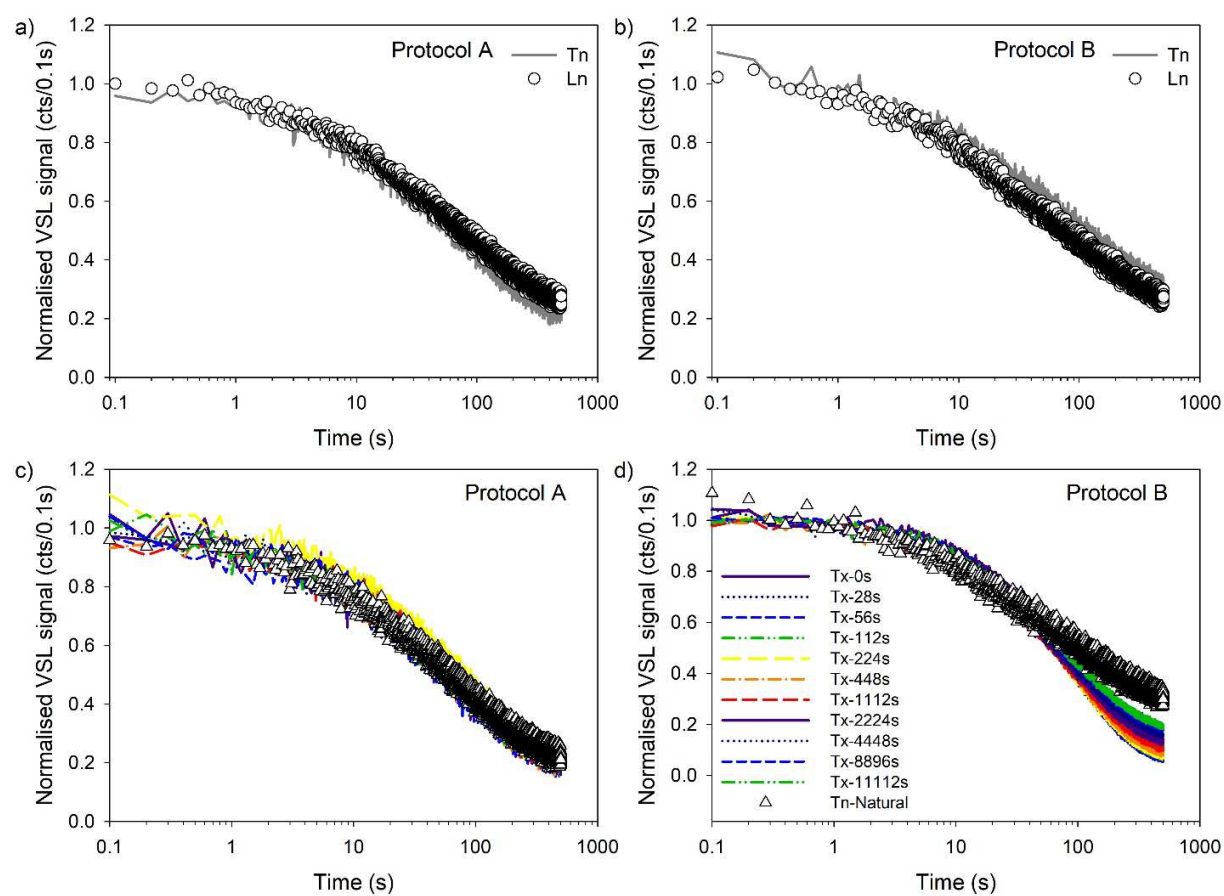 a)
Protocol A
Tn
Ln
Normalised VSL signal (cts/0.1s)
1.2
1.0
0.8
0.6
0.4
0.2
0.0
0.1
1
10
100
1000
Time (s)
b)
Protocol B
Tn
Ln
Normalised VSL signal (cts/0.1s)
1.2
1.0
0.8
0.6
0.4
0.2
0.0
0.1
1
10
100
1000
Time (s)
c)
Protocol A
Normalised VSL signal (cts/0.1s)
1.2
1.0
0.8
0.6
0.4
0.2
0.0
0.1
1
10
100
1000
Time (s)
d)
Protocol B
Normalised VSL signal (cts/0.1s)
1.2
1.0
0.8
0.6
0.4
0.2
0.0
Tx-0s
Tx-28s
Tx-56s
Tx-112s
Tx-224s
Tx-448s
Tx-1112s
Tx-2224s
Tx-4448s
Tx-8896s
Tx-11112s
Tn-Natural
0.1
1
10
100
1000
Time (s)